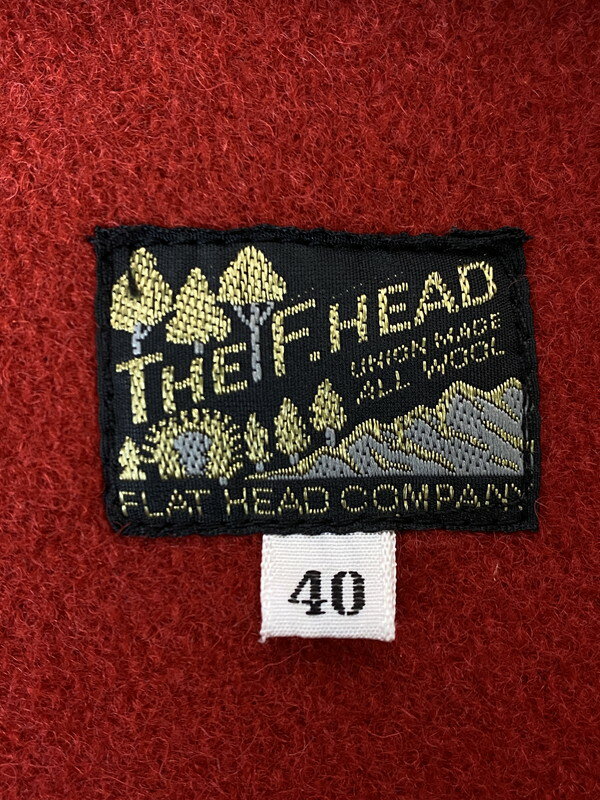 THE F. HEAD
UNION MADE
ALL WOOL
FLAT HEAD COMPANY
40